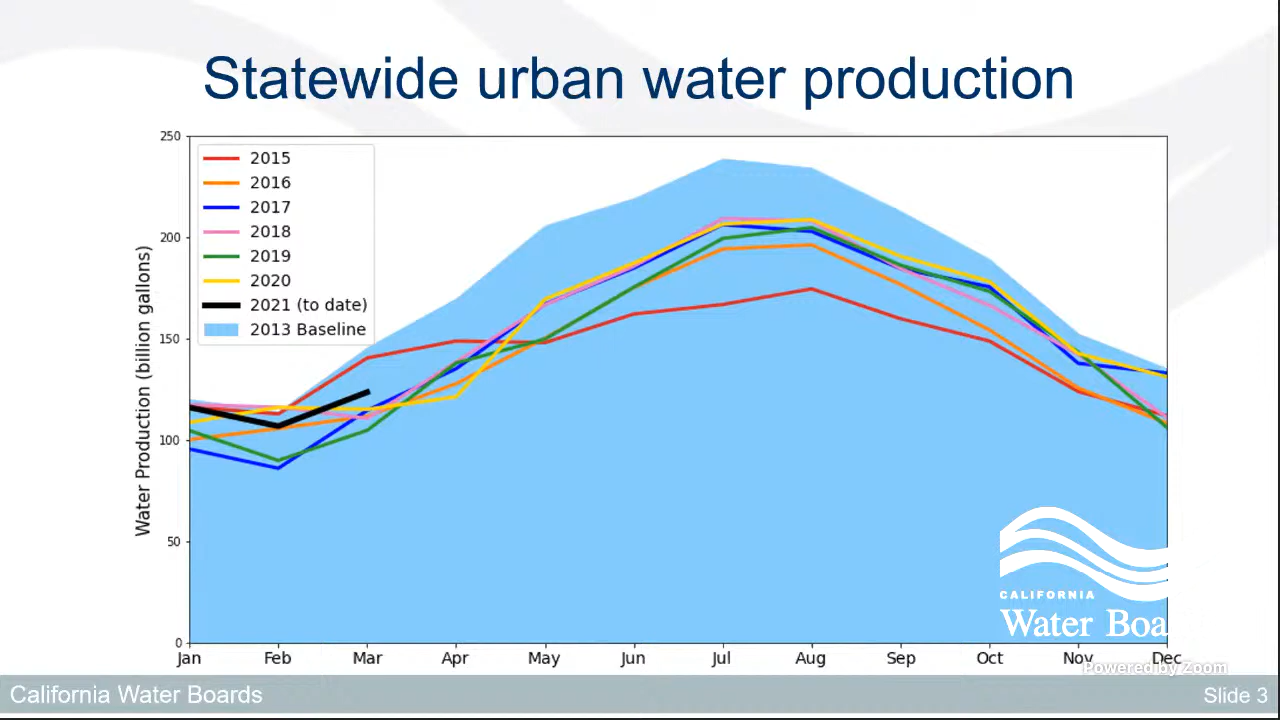 Statewide urban water production
250
200
150
100
50
0
Water Production (billion gallons)
2015
2016
2017
2018
2019
2020
2021 (to date)
2013 Baseline
Jan Feb Mar Apr May Jun Jul Aug Sep Oct Nov Dec
CALIFORNIA
Water Boa
Powered by Zoom
California Water Boards
Slide 3